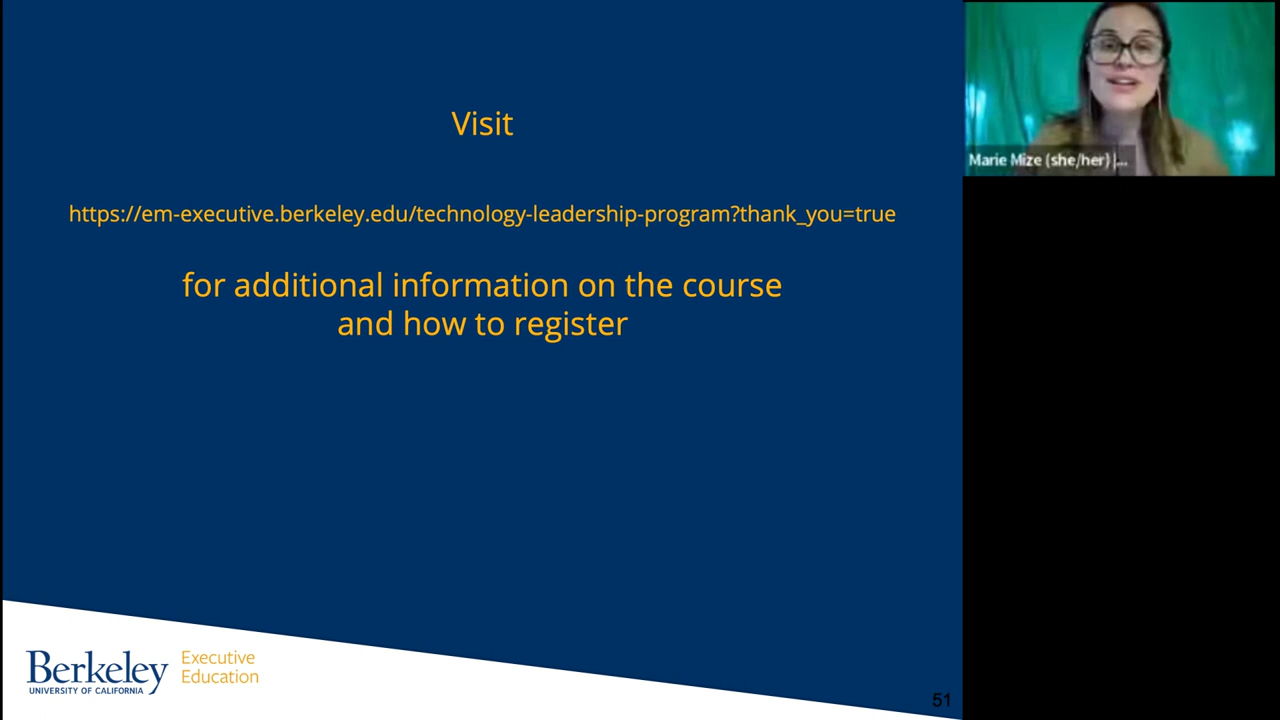 Visit
https://em-executive.berkeley.edu/technology-leadership-program?thank_you=true
for additional information on the course
and how to register
Marie Mize (she/her) |...
Berkeley
UNIVERSITY OF CALIFORNIA
Executive
Education
51